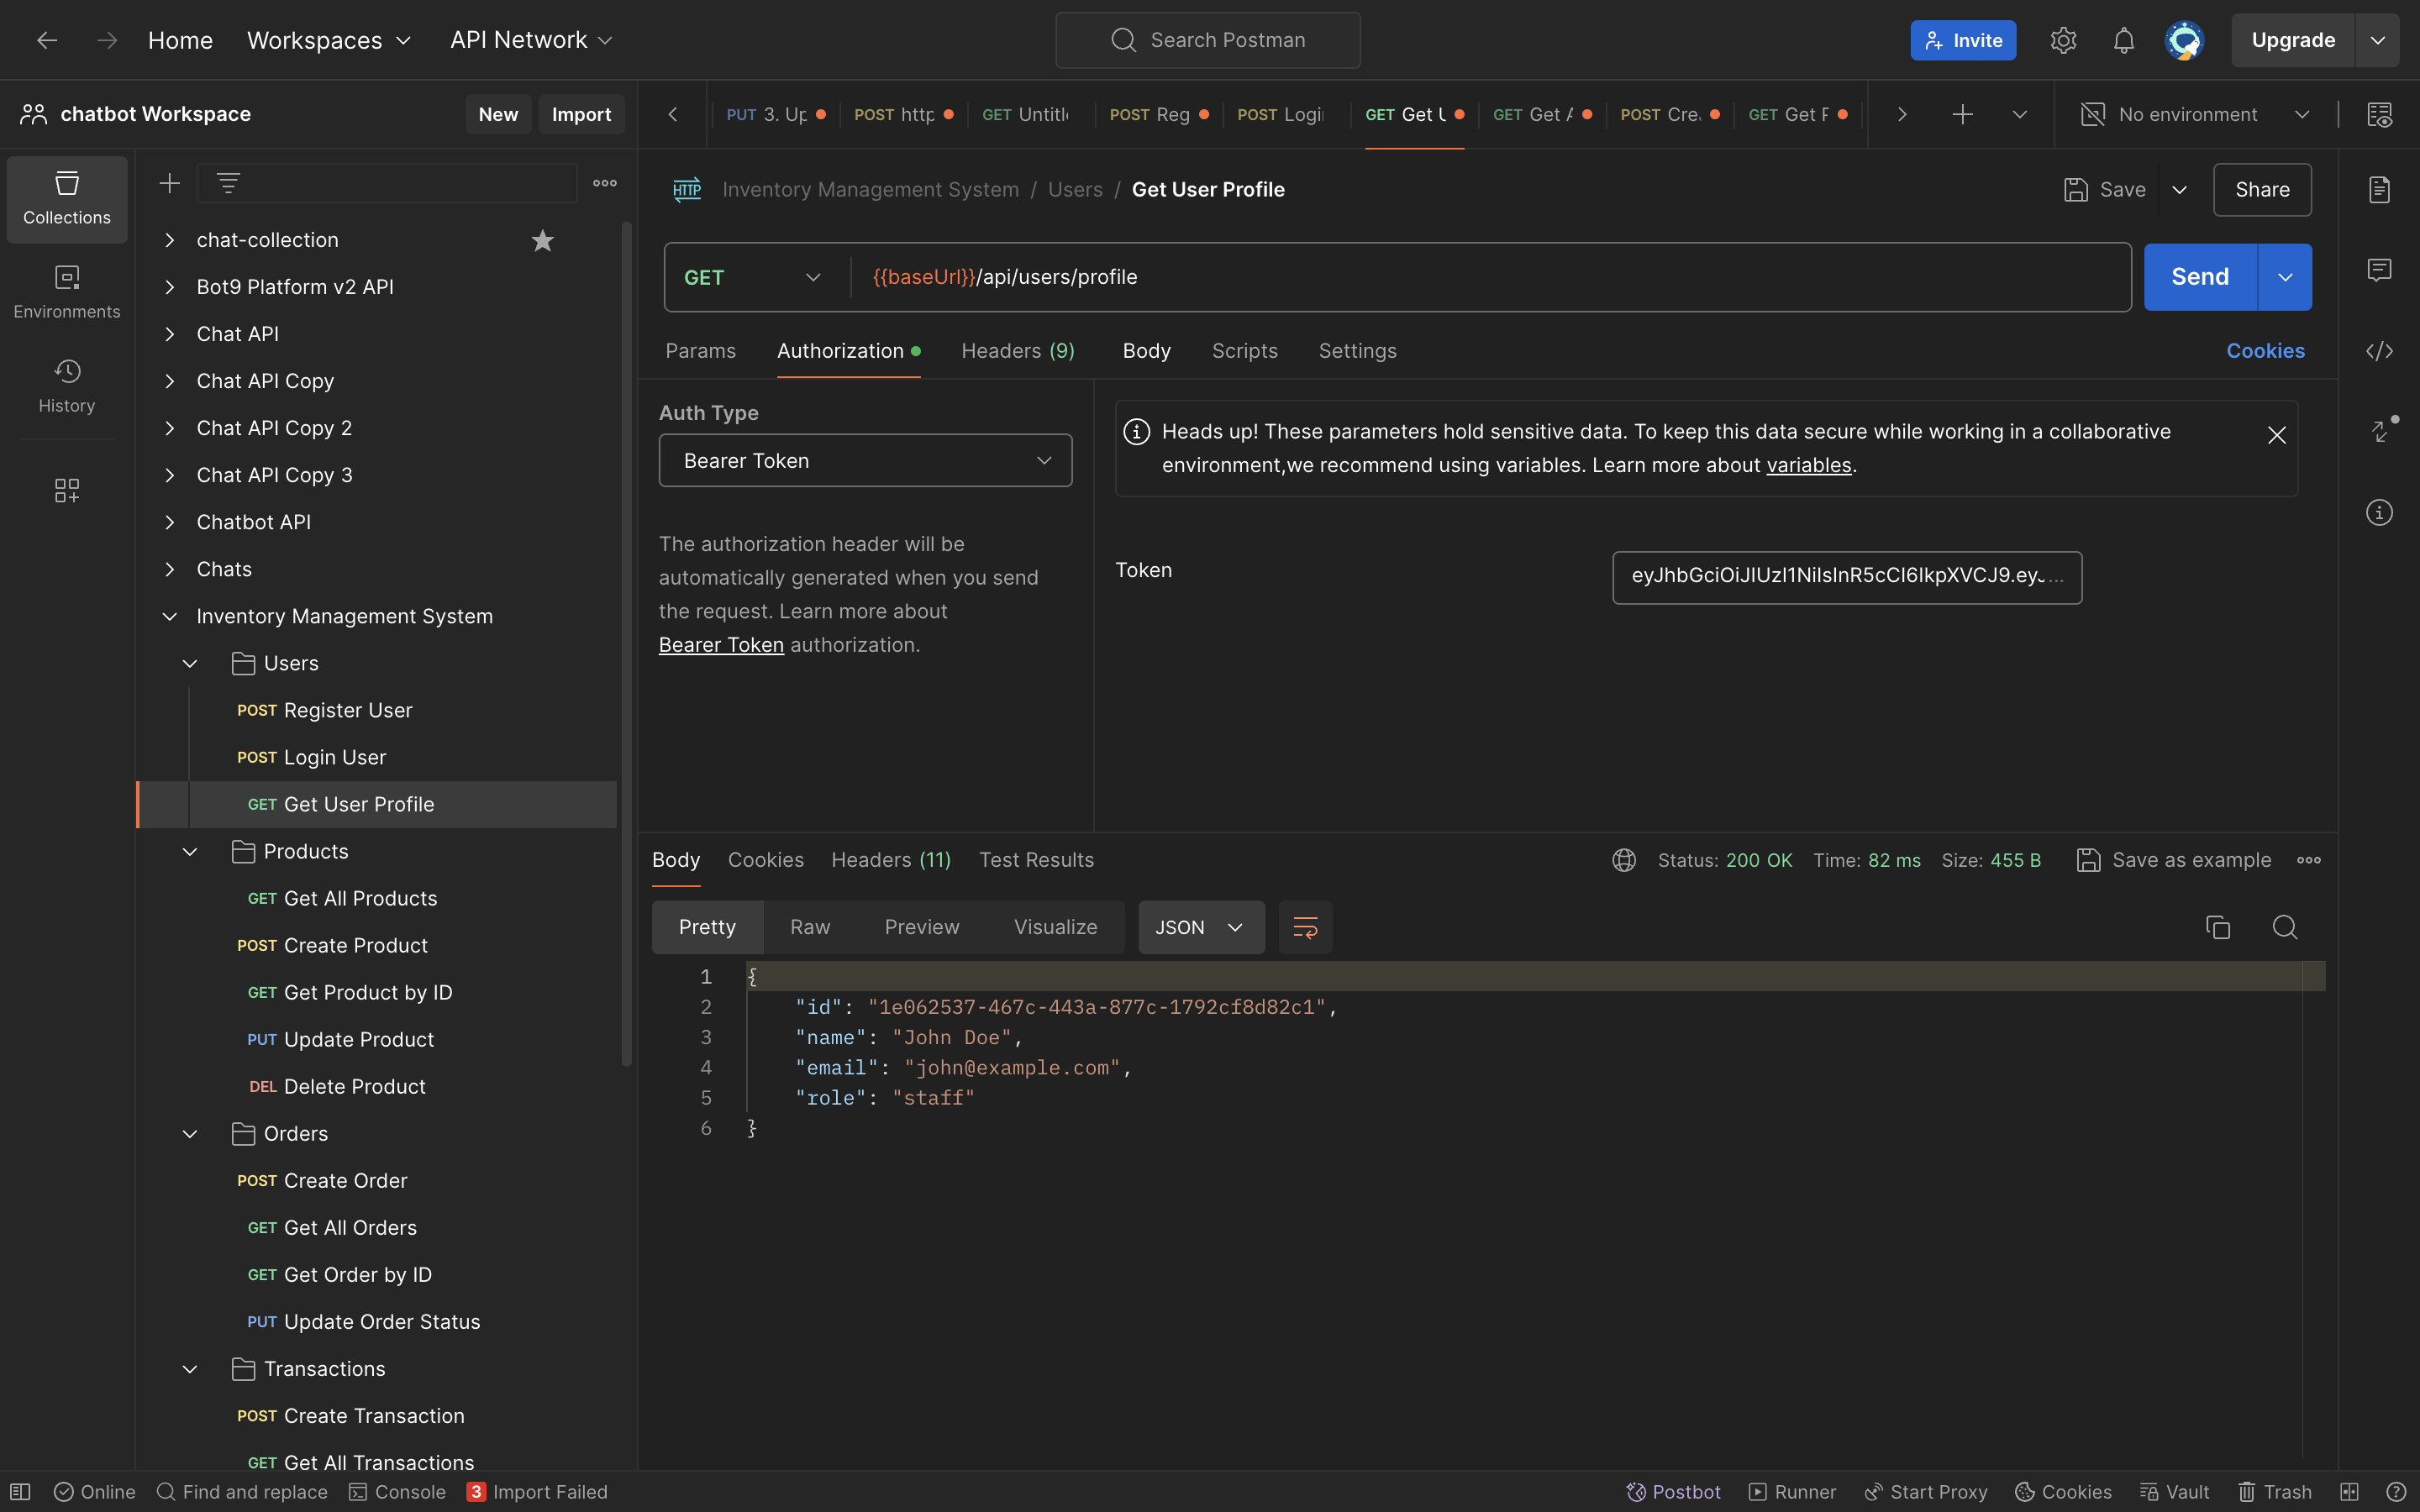 Home Workspaces API Network Search Postman Invite Upgrade
chatbot Workspace New Import
PUT 3. Up POST http GET Untitl POST Reg POST Logi GET Get U GET Get A POST Cre GET Get P No environment
Collections
Environments
History
chat-collection
Bot9 Platform v2 API
Chat API
Chat API Copy
Chat API Copy 2
Chat API Copy 3
Chatbot API
Chats
Inventory Management System
Users
POST Register User
POST Login User
GET Get User Profile
Products
GET Get All Products
POST Create Product
GET Get Product by ID
PUT Update Product
DEL Delete Product
Orders
POST Create Order
GET Get All Orders
GET Get Order by ID
PUT Update Order Status
Transactions
POST Create Transaction
GET Get All Transactions
HTTP Inventory Management System / Users / Get User Profile Save Share
GET {{baseUrl}}/api/users/profile Send
Params Authorization Headers (9) Body Scripts Settings Cookies
Auth Type
Bearer Token
The authorization header will be
automatically generated when you send
the request. Learn more about
Bearer Token authorization.
Heads up! These parameters hold sensitive data. To keep this data secure while working in a collaborative
environment,we recommend using variables. Learn more about variables.
Token eyJhbGciOiJIUzI1NiIsInR5cCI6IkpXVCJ9.eyJ...
Body Cookies Headers (11) Test Results Status: 200 OK Time: 82 ms Size: 455 B Save as example
Pretty Raw Preview Visualize JSON
1 {
2 "id": "1e062537-467c-443a-877c-1792cf8d82c1",
3 "name": "John Doe",
4 "email": "john@example.com",
5 "role": "staff"
6 }
Online Find and replace Console 3 Import Failed Postbot Runner Start Proxy Cookies Vault Trash